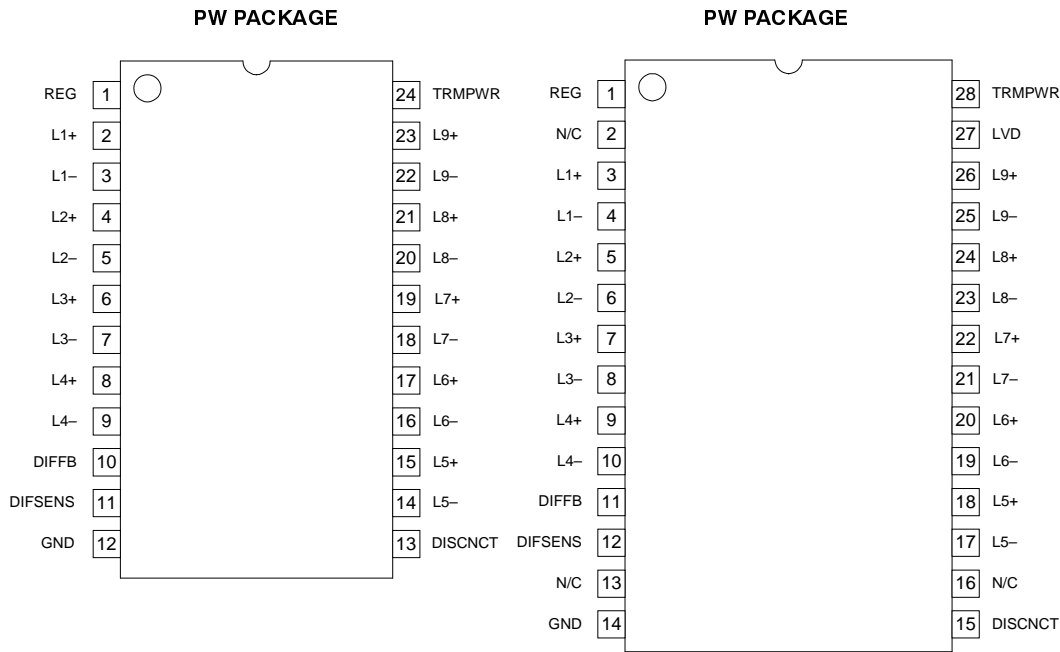 PW PACKAGE
REG 1 24 TRMPWR
L1+ 2 23 L9+
L1– 3 22 L9–
L2+ 4 21 L8+
L2– 5 20 L8–
L3+ 6 19 L7+
L3– 7 18 L7–
L4+ 8 17 L6+
L4– 9 16 L6–
DIFFB 10 15 L5+
DIFSENS 11 14 L5–
GND 12 13 DISCNCT
PW PACKAGE
REG 1 28 TRMPWR
N/C 2 27 LVD
L1+ 3 26 L9+
L1– 4 25 L9–
L2+ 5 24 L8+
L2– 6 23 L8–
L3+ 7 22 L7+
L3– 8 21 L7–
L4+ 9 20 L6+
L4– 10 19 L6–
DIFFB 11 18 L5+
DIFSENS 12 17 L5–
N/C 13 16 N/C
GND 14 15 DISCNCT